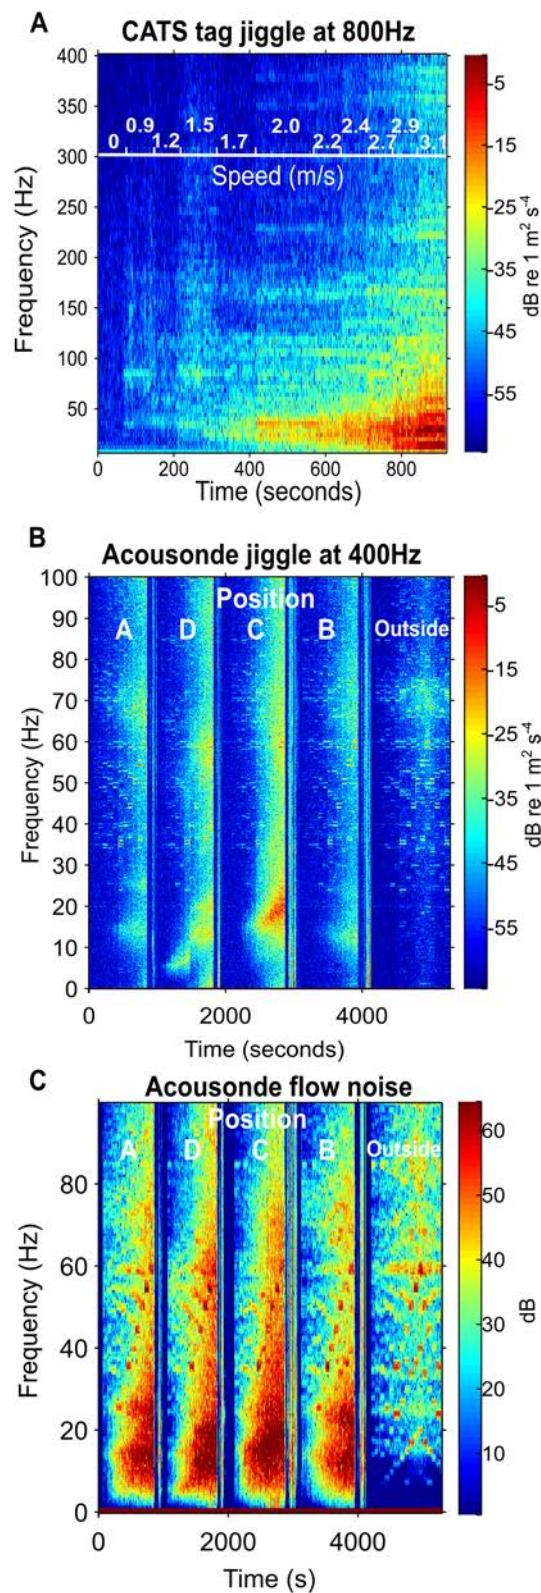 A
CATS tag jiggle at 800Hz
400
350
300
250
200
150
100
50
Frequency (Hz)
0.9 1.5 2.0 2.4 2.9
0 1.2 1.7 2.2 2.7 3.1
Speed (m/s)
0 200 400 600 800
Time (seconds)
-5
-15
-25
-35
-45
-55
dB re 1 m² s⁻⁴
B
Acousonde jiggle at 400Hz
Position
A D C B Outside
100
90
80
70
60
50
40
30
20
10
0
Frequency (Hz)
0 2000 4000
Time (seconds)
-5
-15
-25
-35
-45
-55
dB re 1 m² s⁻⁴
C
Acousonde flow noise
Position
A D C B Outside
80
60
40
20
0
Frequency (Hz)
0 2000 4000
Time (s)
60
50
40
30
20
10
dB